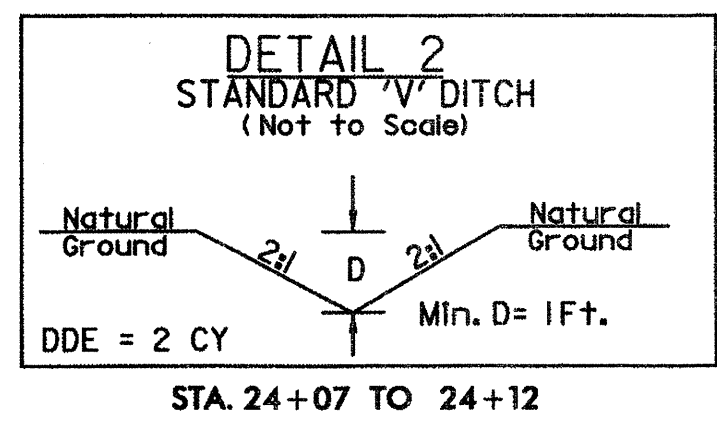 DETAIL 2
STANDARD 'V' DITCH
(Not to Scale)
Natural
Ground
2:1
D
2:1
Natural
Ground
Min. D= 1Ft.
DDE = 2 CY
STA. 24+07 TO 24+12